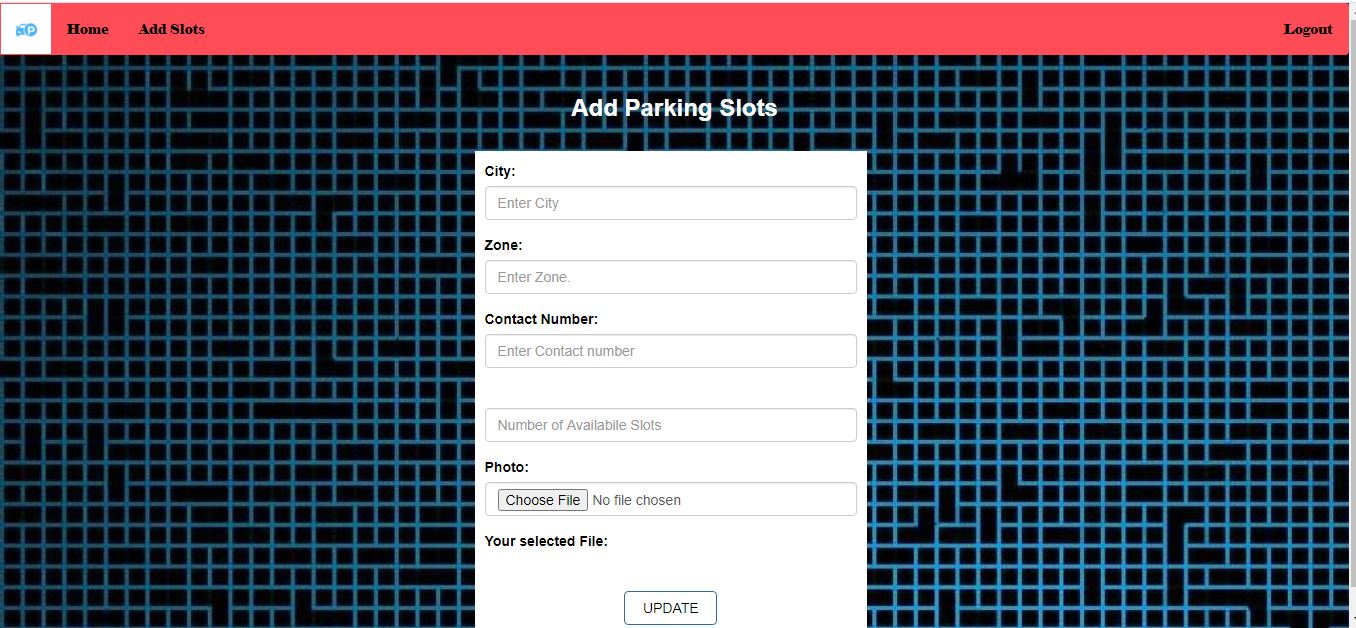 P Home Add Slots Logout
Add Parking Slots
City:
Enter City
Zone:
Enter Zone.
Contact Number:
Enter Contact number
Number of Availabile Slots
Photo:
Choose File No file chosen
Your selected File:
UPDATE